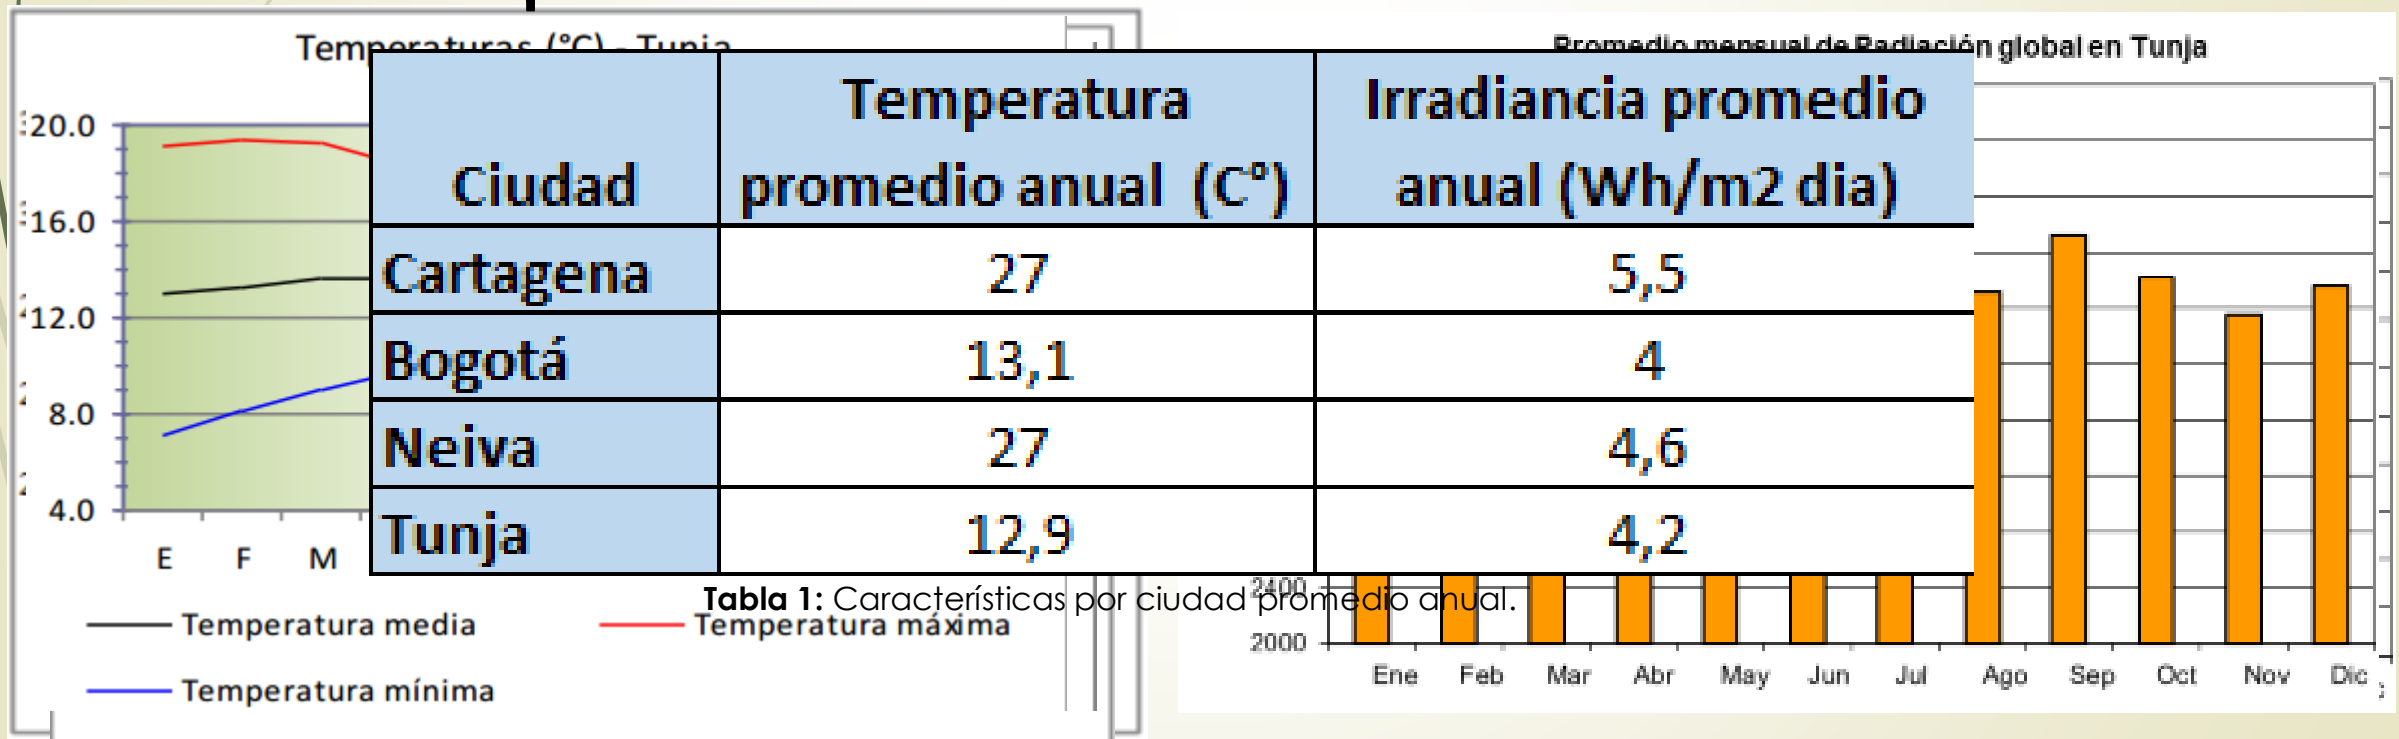 Temperaturas (°C) - Tunja
20.0
16.0
12.0
8.0
4.0
E F M
Temperatura media
Temperatura máxima
Temperatura mínima
Ciudad
Temperatura
promedio anual (C°)
Irradiancia promedio
anual (Wh/m2 dia)
Cartagena 27 5,5
Bogotá 13,1 4
Neiva 27 4,6
Tunja 12,9 4,2
Tabla 1: Características por ciudad promedio anual.
Promedio mensual de Radiación global en Tunja
2400
2000
Ene Feb Mar Abr May Jun Jul Ago Sep Oct Nov Dic